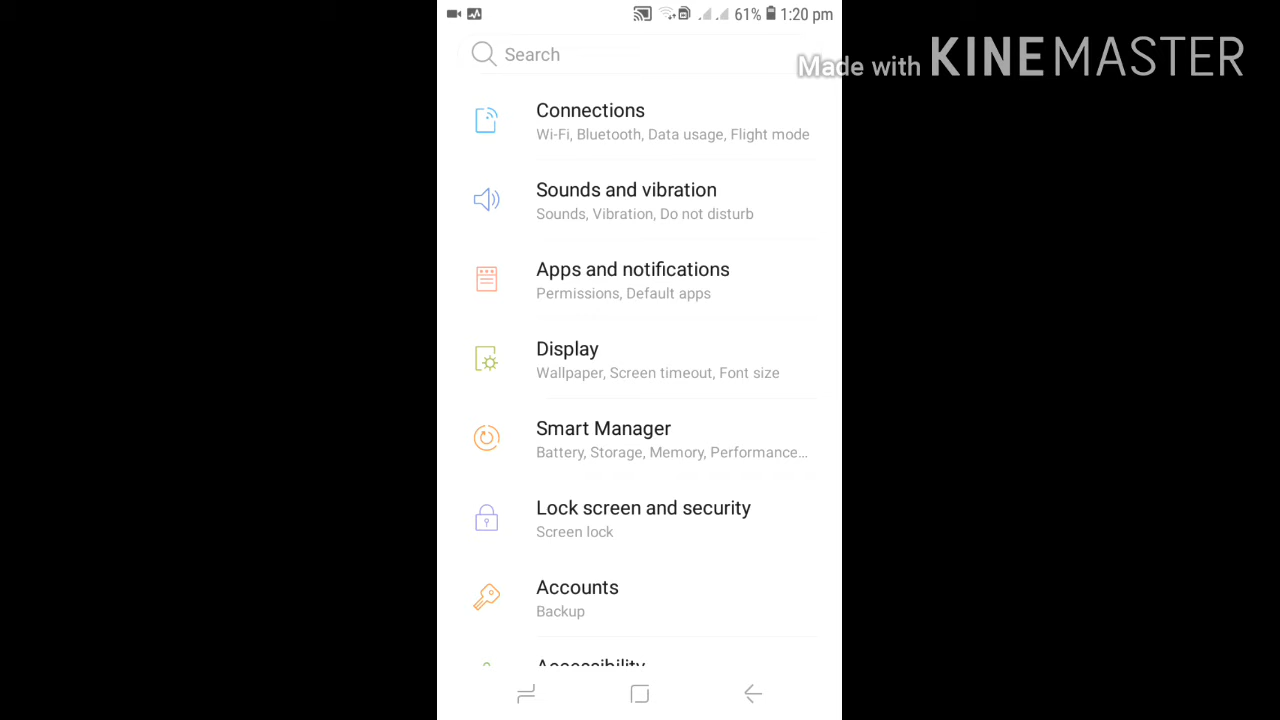 61% 1:20 pm
Search
Made with KINEMASTER
Connections
Wi-Fi, Bluetooth, Data usage, Flight mode
Sounds and vibration
Sounds, Vibration, Do not disturb
Apps and notifications
Permissions, Default apps
Display
Wallpaper, Screen timeout, Font size
Smart Manager
Battery, Storage, Memory, Performance...
Lock screen and security
Screen lock
Accounts
Backup
Accessibility